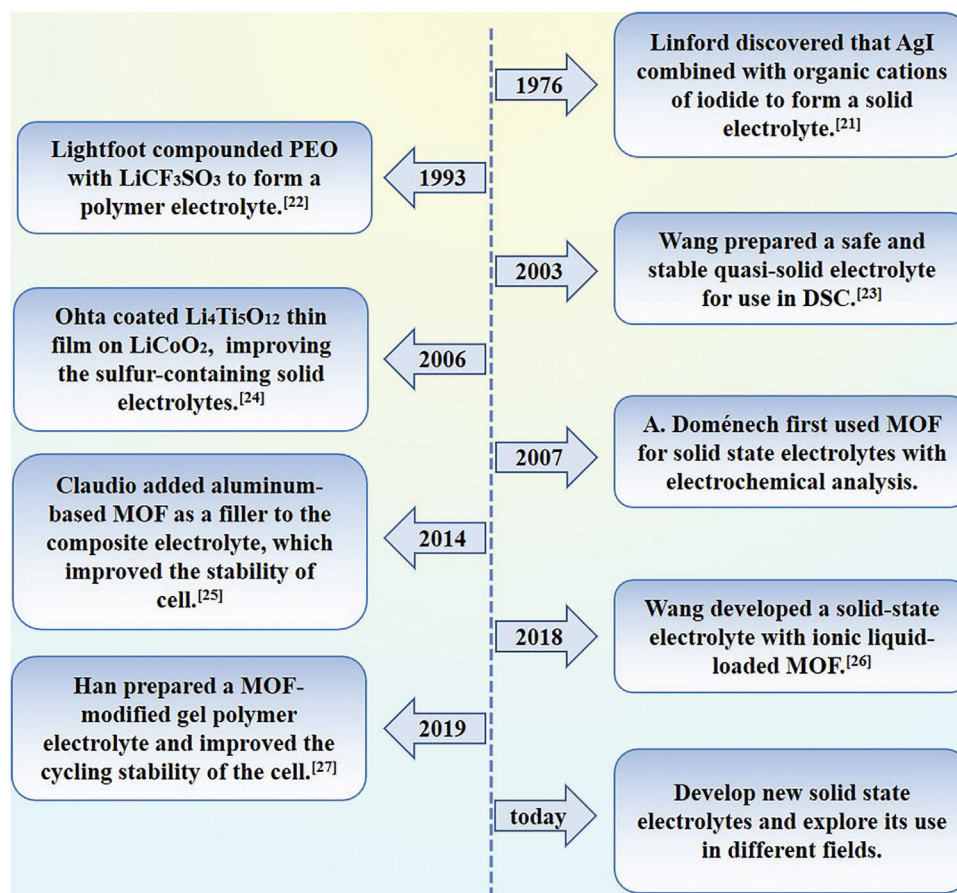 1976
Linford discovered that AgI
combined with organic cations
of iodide to form a solid
electrolyte.[21]
Lightfoot compounded PEO
with LiCF₃SO₃ to form a
polymer electrolyte.[22]
1993
2003
Wang prepared a safe and
stable quasi-solid electrolyte
for use in DSC.[23]
Ohta coated Li₄Ti₅O₁₂ thin
film on LiCoO₂, improving
the sulfur-containing solid
electrolytes.[24]
2006
2007
A. Doménech first used MOF
for solid state electrolytes with
electrochemical analysis.
Claudio added aluminum-
based MOF as a filler to the
composite electrolyte, which
improved the stability of
cell.[25]
2014
2018
Wang developed a solid-state
electrolyte with ionic liquid-
loaded MOF.[26]
Han prepared a MOF-
modified gel polymer
electrolyte and improved the
cycling stability of the cell.[27]
2019
today
Develop new solid state
electrolytes and explore its use
in different fields.